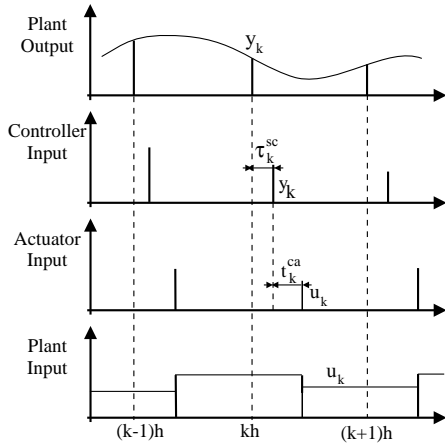 Plant
Output
y_k
Controller
Input
τ_k^sc
y_k
Actuator
Input
t_k^ca
u_k
Plant
Input
u_k
(k-1)h
kh
(k+1)h